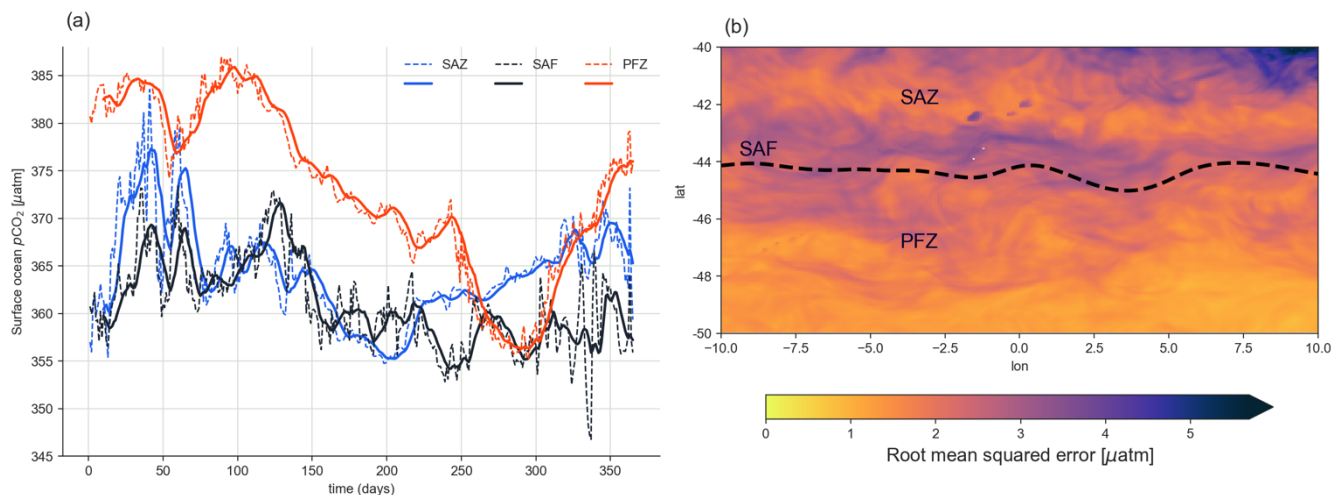 (a)
SAZ SAF PFZ
385
380
375
370
365
360
355
350
345
Surface ocean pCO₂ [μatm]
0 50 100 150 200 250 300 350
time (days)
(b)
−40
−42
−44
−46
−48
−50
lat
SAZ
SAF
PFZ
−10.0 −7.5 −5.0 −2.5 0.0 2.5 5.0 7.5 10.0
lon
0 1 2 3 4 5
Root mean squared error [μatm]